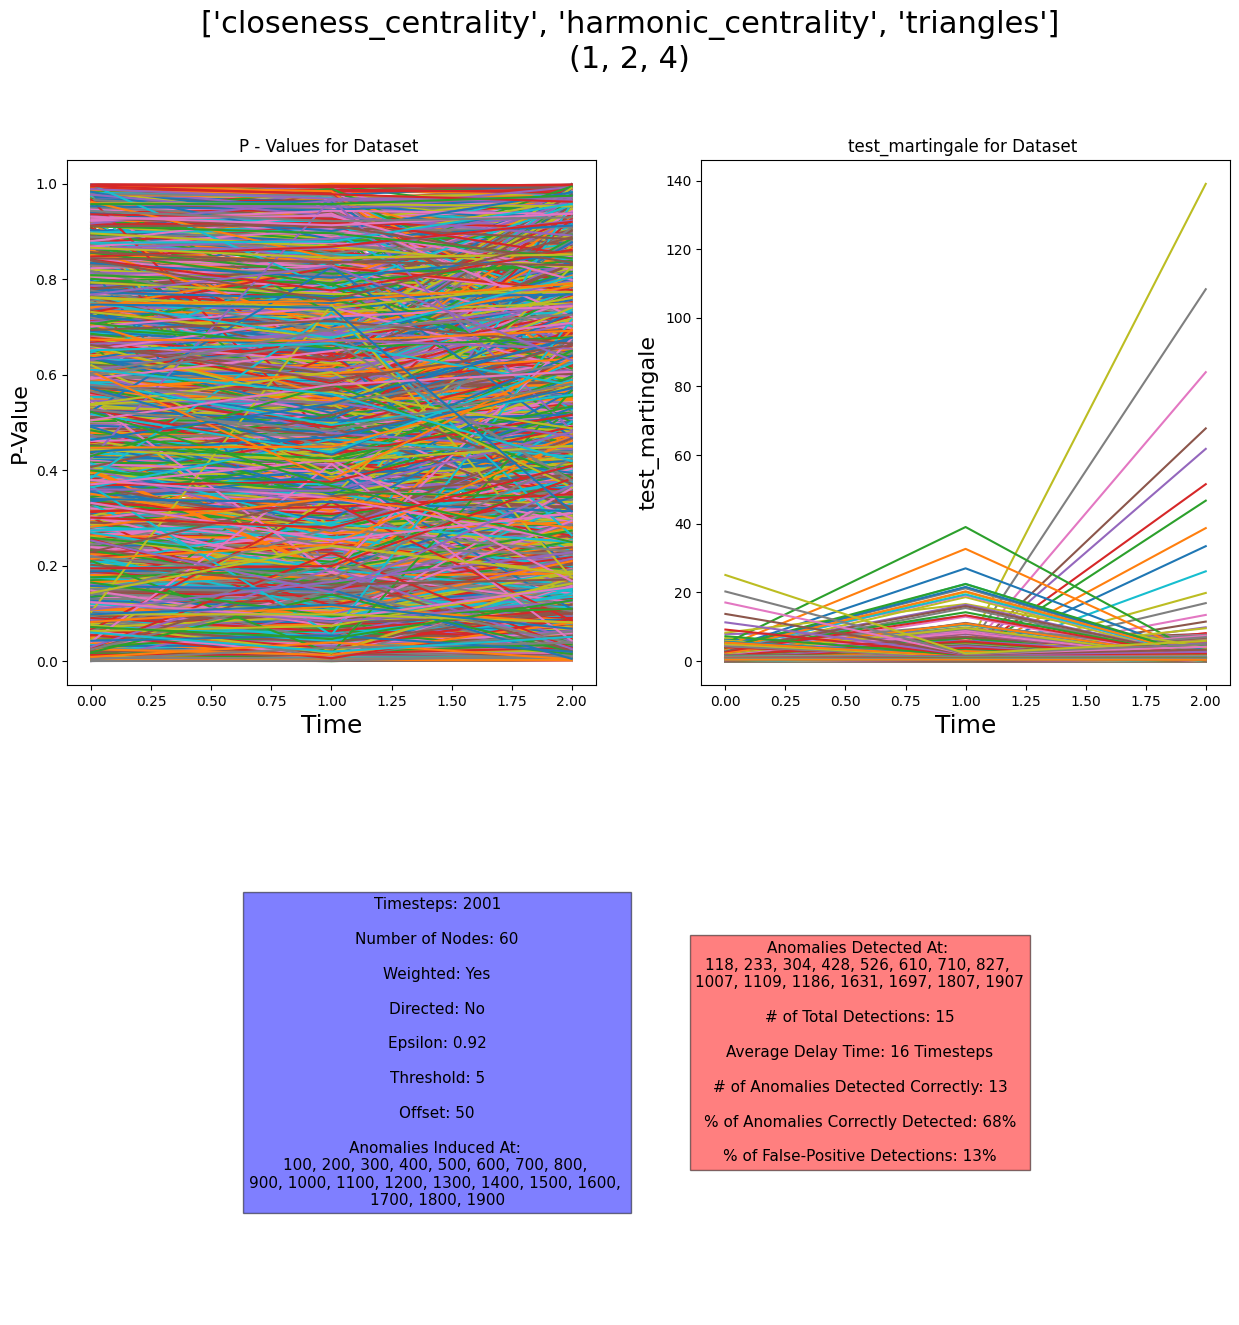 ['closeness_centrality', 'harmonic_centrality', 'triangles']
(1, 2, 4)
P - Values for Dataset
1.0
0.8
0.6
0.4
0.2
0.0
P-Value
0.00 0.25 0.50 0.75 1.00 1.25 1.50 1.75 2.00
Time
test_martingale for Dataset
140
120
100
80
60
40
20
0
test_martingale
0.00 0.25 0.50 0.75 1.00 1.25 1.50 1.75 2.00
Time
Timesteps: 2001
Number of Nodes: 60
Weighted: Yes
Directed: No
Epsilon: 0.92
Threshold: 5
Offset: 50
Anomalies Induced At:
100, 200, 300, 400, 500, 600, 700, 800,
900, 1000, 1100, 1200, 1300, 1400, 1500, 1600,
1700, 1800, 1900
Anomalies Detected At:
118, 233, 304, 428, 526, 610, 710, 827,
1007, 1109, 1186, 1631, 1697, 1807, 1907
# of Total Detections: 15
Average Delay Time: 16 Timesteps
# of Anomalies Detected Correctly: 13
% of Anomalies Correctly Detected: 68%
% of False-Positive Detections: 13%